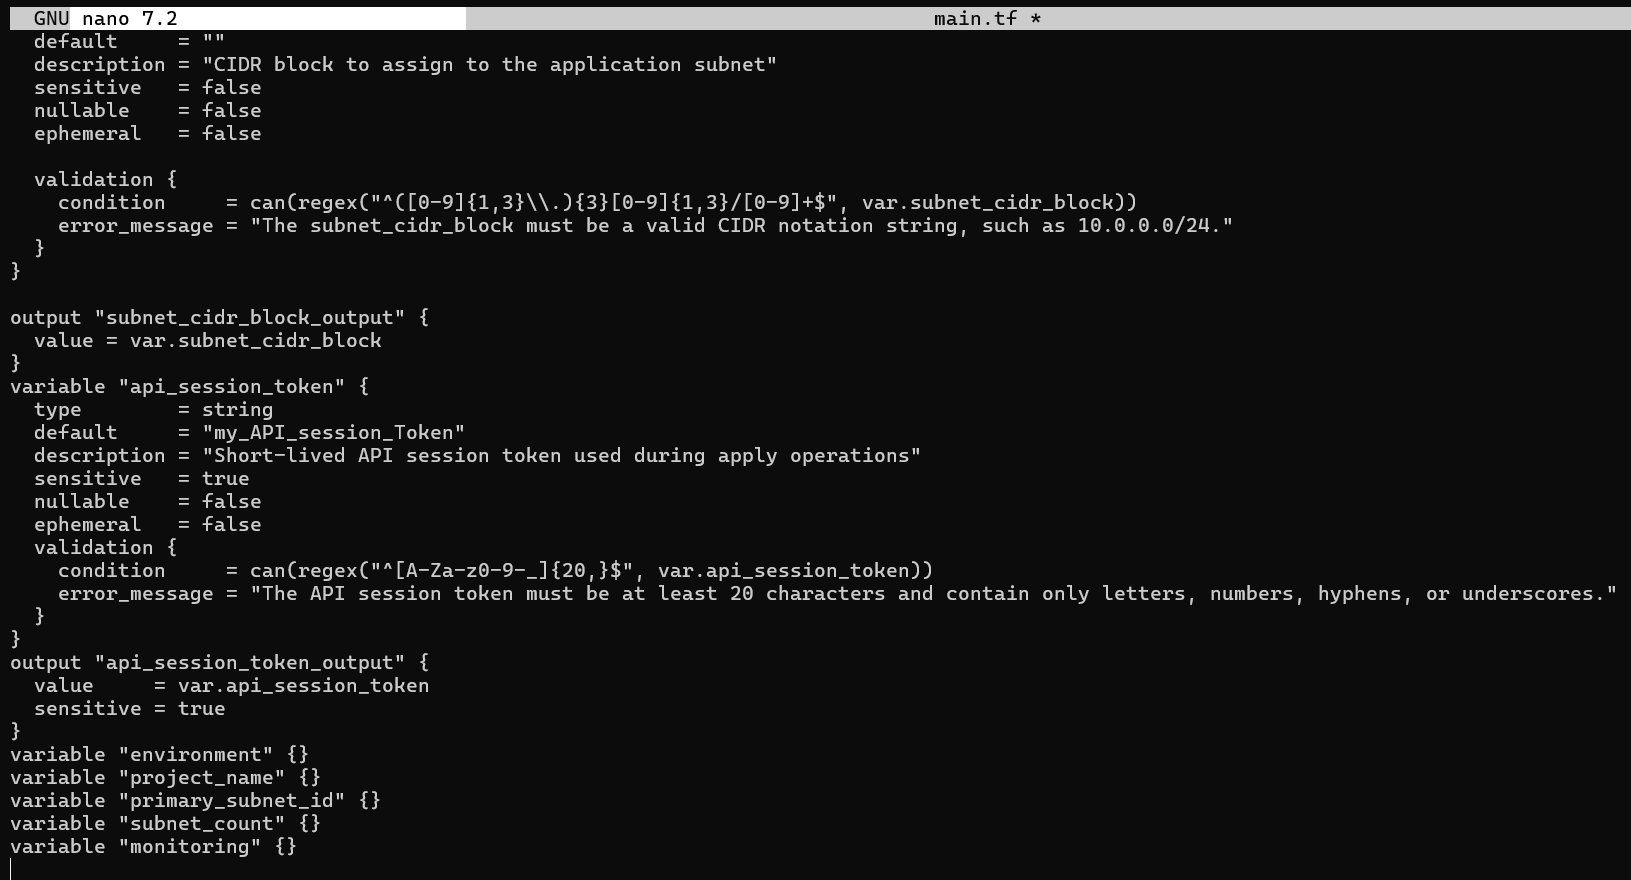 GNU nano 7.2 main.tf *
default = ""
description = "CIDR block to assign to the application subnet"
sensitive = false
nullable = false
ephemeral = false
validation {
condition = can(regex("^([0-9]{1,3}\\.){3}[0-9]{1,3}/[0-9]+$", var.subnet_cidr_block))
error_message = "The subnet_cidr_block must be a valid CIDR notation string, such as 10.0.0.0/24."
}
}
output "subnet_cidr_block_output" {
value = var.subnet_cidr_block
}
variable "api_session_token" {
type = string
default = "my_API_session_Token"
description = "Short-lived API session token used during apply operations"
sensitive = true
nullable = false
ephemeral = false
validation {
condition = can(regex("^[A-Za-z0-9-_]{20,}$", var.api_session_token))
error_message = "The API session token must be at least 20 characters and contain only letters, numbers, hyphens, or underscores."
}
}
output "api_session_token_output" {
value = var.api_session_token
sensitive = true
}
variable "environment" {}
variable "project_name" {}
variable "primary_subnet_id" {}
variable "subnet_count" {}
variable "monitoring" {}